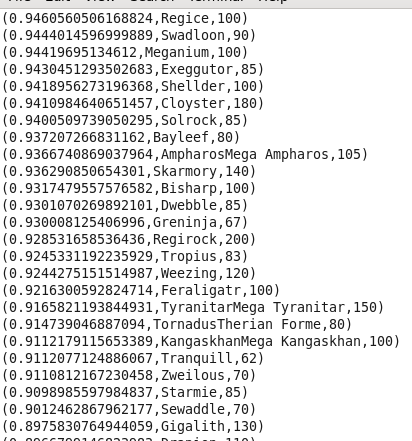 (0.9460560506168824,Regice,100)
(0.9444014596999889,Swadloon,90)
(0.94419695134612,Meganium,100)
(0.9430451293502683,Exeggutor,85)
(0.9418956273196368,Shellder,100)
(0.9410984640651457,Cloyster,180)
(0.9400509739050295,Solrock,85)
(0.937207266831162,Bayleef,80)
(0.9366740869037964,AmpharosMega Ampharos,105)
(0.936290850654301,Skarmory,140)
(0.9317479557576582,Bisharp,100)
(0.9301070269892101,Dwebble,85)
(0.930008125406996,Greninja,67)
(0.928531658536436,Regirock,200)
(0.9245331192235929,Tropius,83)
(0.9244275151514987,Weezing,120)
(0.9216300592824714,Feraligatr,100)
(0.9165821193844931,TyranitarMega Tyranitar,150)
(0.914739046887094,TornadusTherian Forme,80)
(0.9112179115653389,KangaskhanMega Kangaskhan,100)
(0.9112077124886067,Tranquill,62)
(0.9110812167230458,Zweilous,70)
(0.9098985597984837,Starmie,85)
(0.9012462867962177,Sewaddle,70)
(0.8975830764944059,Gigalith,130)